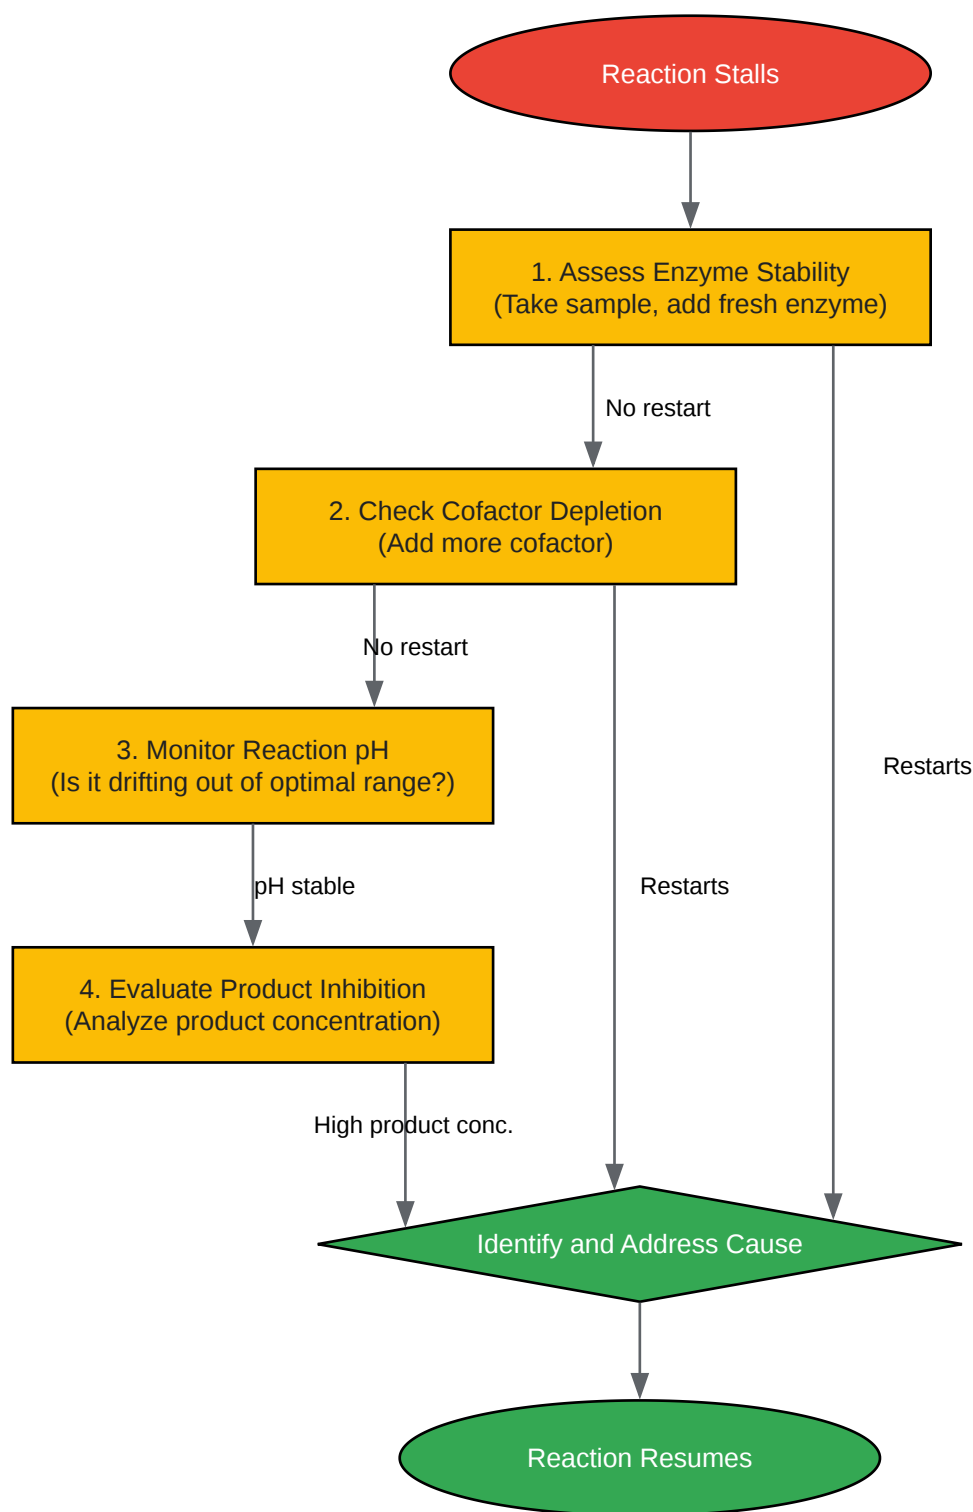 Reaction Stalls
1. Assess Enzyme Stability
(Take sample, add fresh enzyme)
No restart
2. Check Cofactor Depletion
(Add more cofactor)
No restart
3. Monitor Reaction pH
(Is it drifting out of optimal range?)
Restarts
pH stable
Restarts
4. Evaluate Product Inhibition
(Analyze product concentration)
High product conc.
Identify and Address Cause
Reaction Resumes